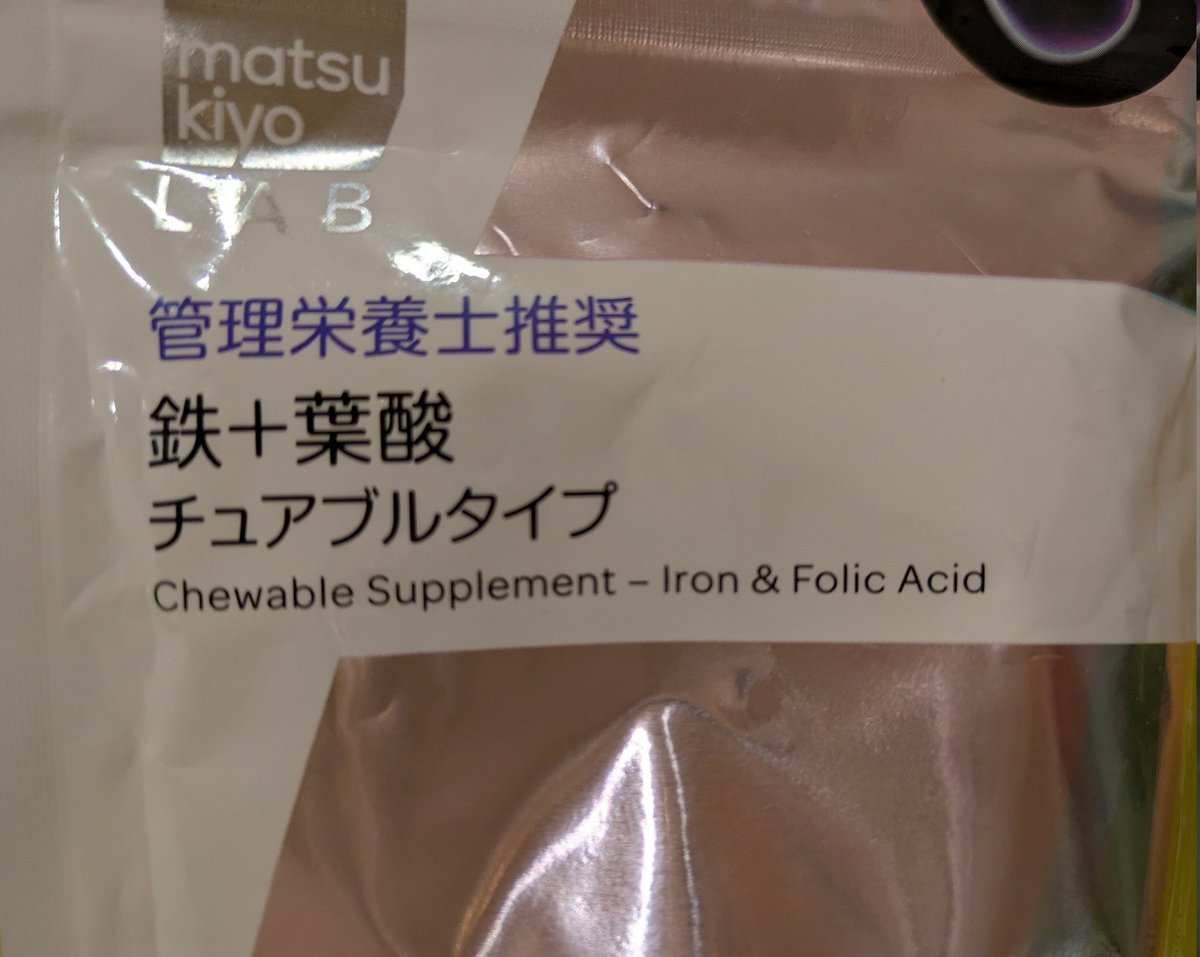 matsu
kiyo
LAB
管理栄養士推奨
鉄+葉酸
チュアブルタイプ
Chewable Supplement – Iron & Folic Acid